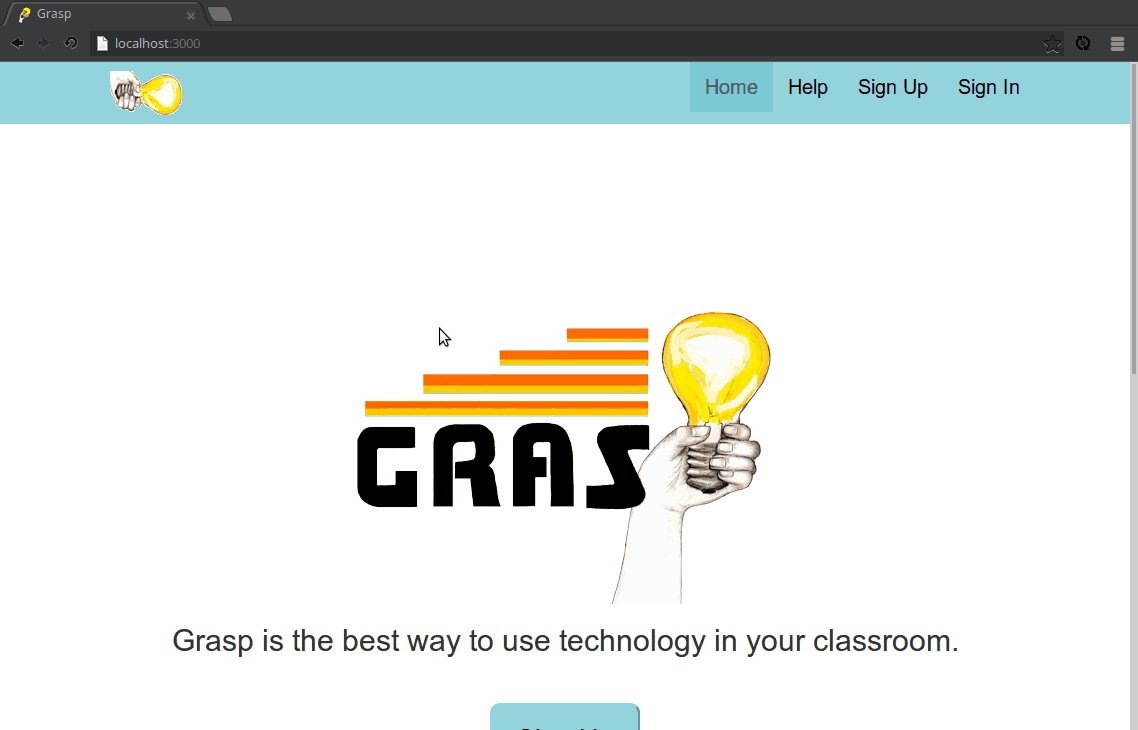 Grasp
localhost:3000
Home Help Sign Up Sign In
GRAS
Grasp is the best way to use technology in your classroom.